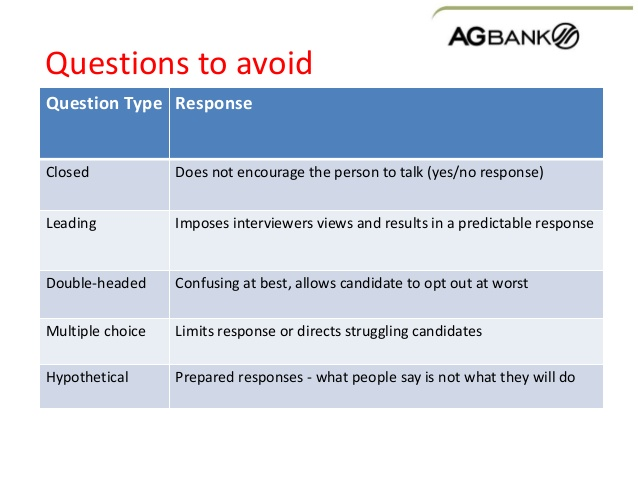 AGBANK
Questions to avoid
Question Type Response
Closed Does not encourage the person to talk (yes/no response)
Leading Imposes interviewers views and results in a predictable response
Double-headed Confusing at best, allows candidate to opt out at worst
Multiple choice Limits response or directs struggling candidates
Hypothetical Prepared responses - what people say is not what they will do